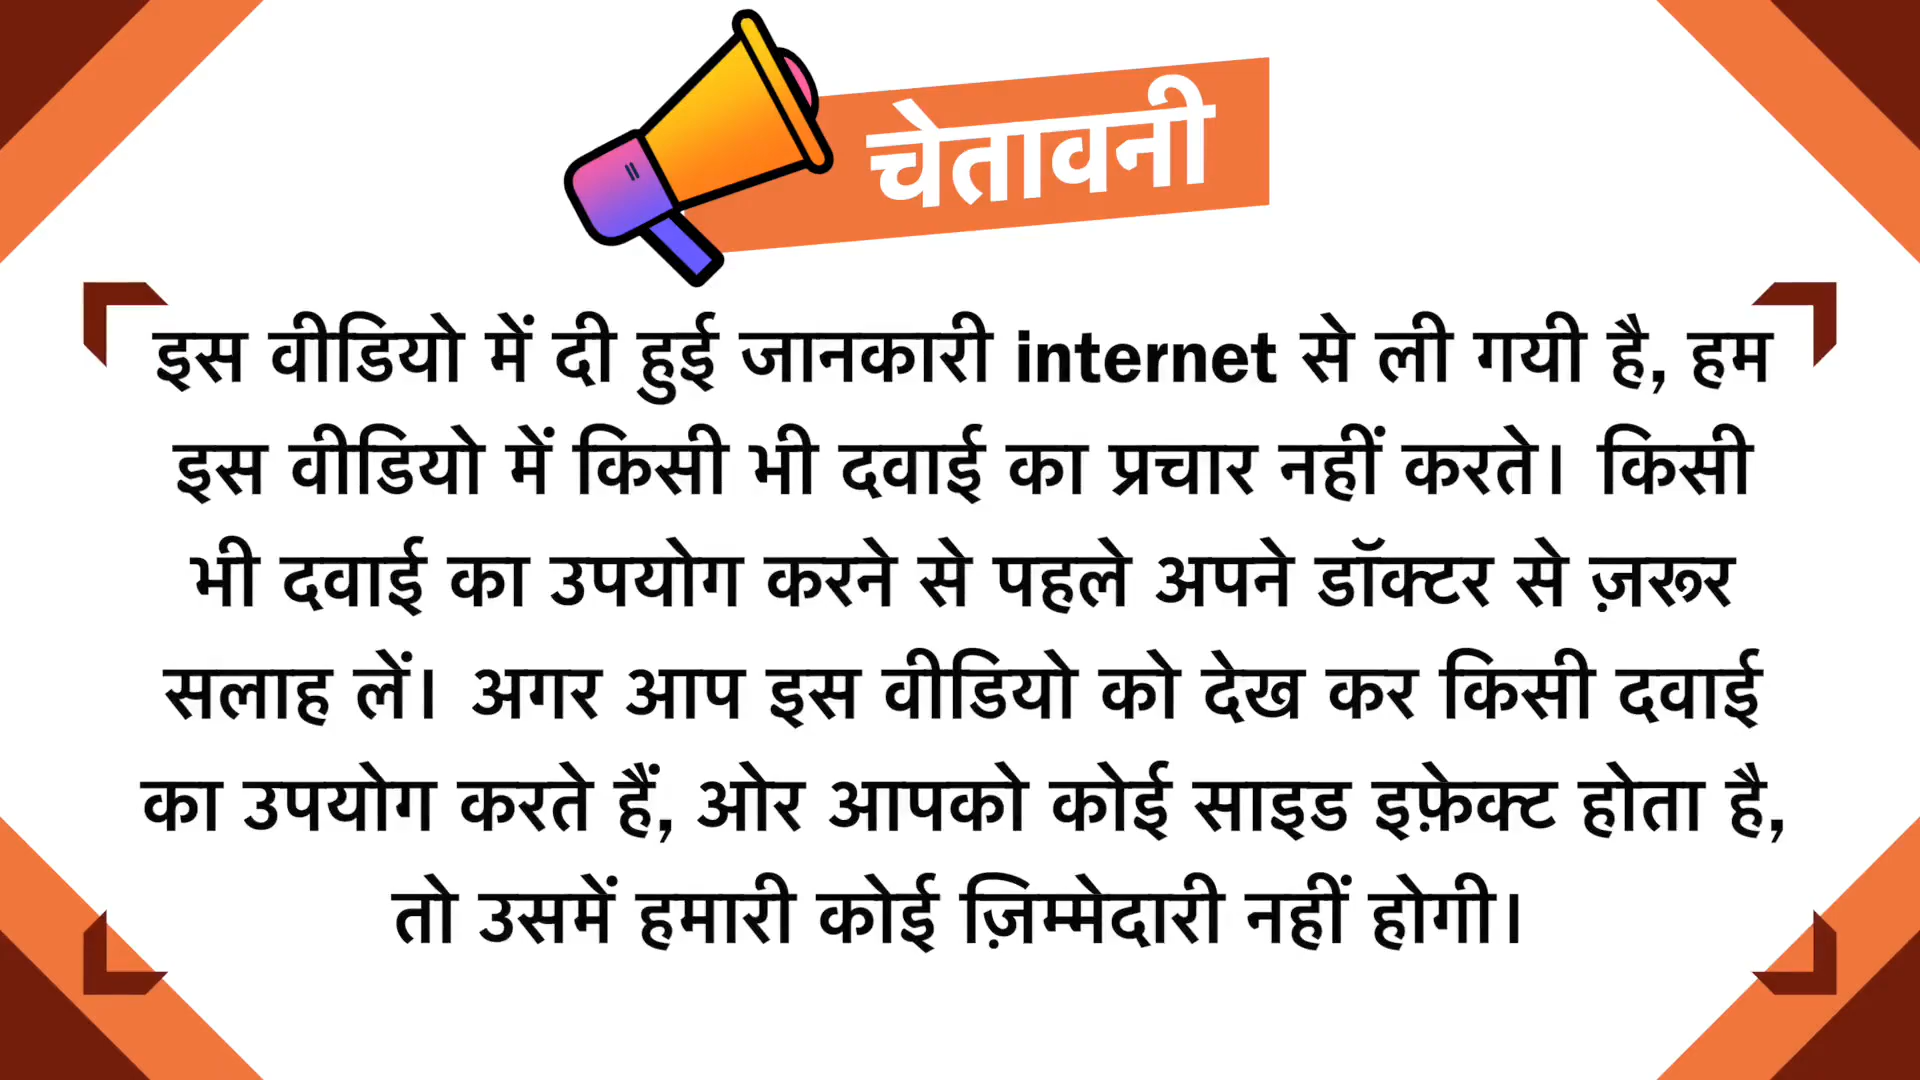 चेतावनी
इस वीडियो में दी हुई जानकारी internet से ली गयी है, हम
इस वीडियो में किसी भी दवाई का प्रचार नहीं करते। किसी
भी दवाई का उपयोग करने से पहले अपने डॉक्टर से ज़रूर
सलाह लें। अगर आप इस वीडियो को देख कर किसी दवाई
का उपयोग करते हैं, ओर आपको कोई साइड इफ़ेक्ट होता है,
तो उसमें हमारी कोई ज़िम्मेदारी नहीं होगी।